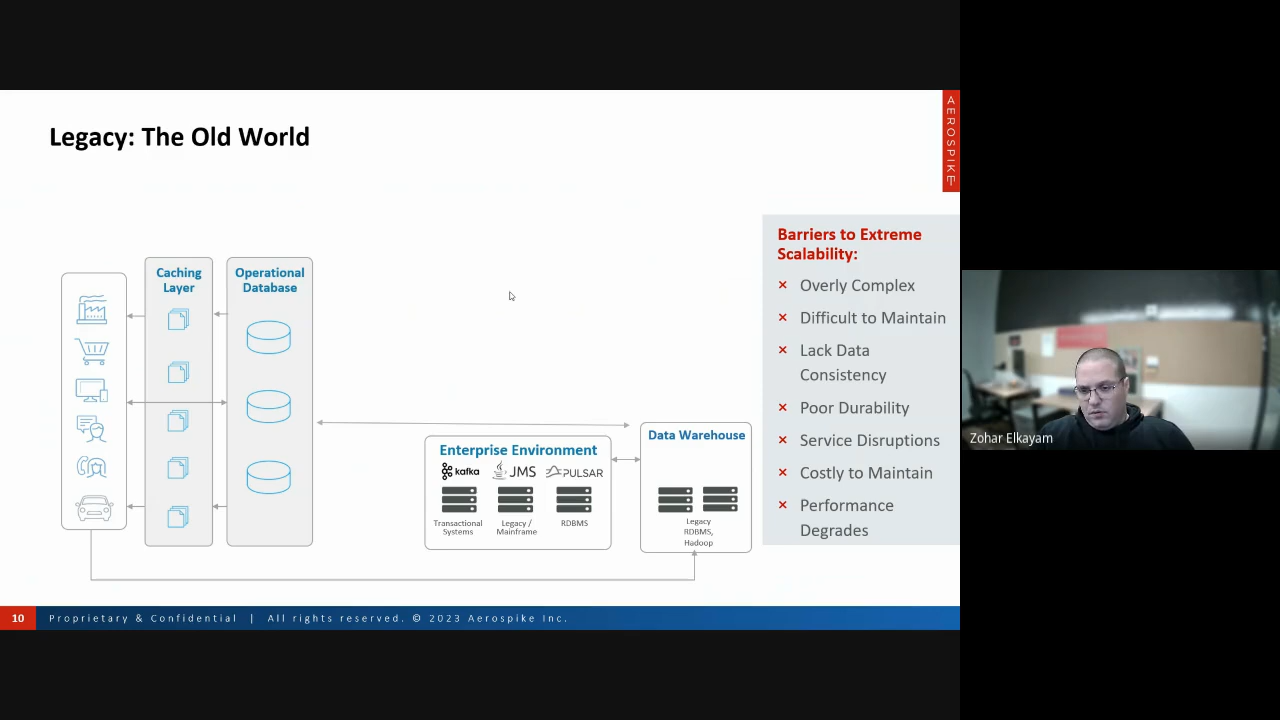 Legacy: The Old World
AEROSPIKE
Caching
Layer
Operational
Database
Enterprise Environment
kafka
JMS
PULSAR
Transactional
Systems
Legacy /
Mainframe
RDBMS
Data Warehouse
Legacy
RDBMS,
Hadoop
Barriers to Extreme
Scalability:
× Overly Complex
× Difficult to Maintain
× Lack Data
Consistency
× Poor Durability
× Service Disruptions
× Costly to Maintain
× Performance
Degrades
Zohar Elkayam
10 Proprietary & Confidential | All rights reserved. © 2023 Aerospike Inc.